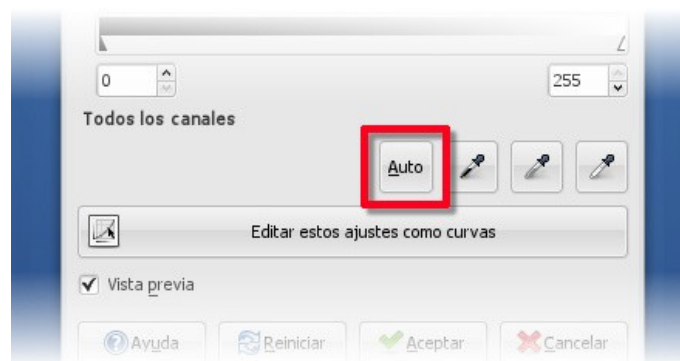 0 255
Todos los canales
Auto
Editar estos ajustes como curvas
Vista previa
Ayuda Reiniciar Aceptar Cancelar